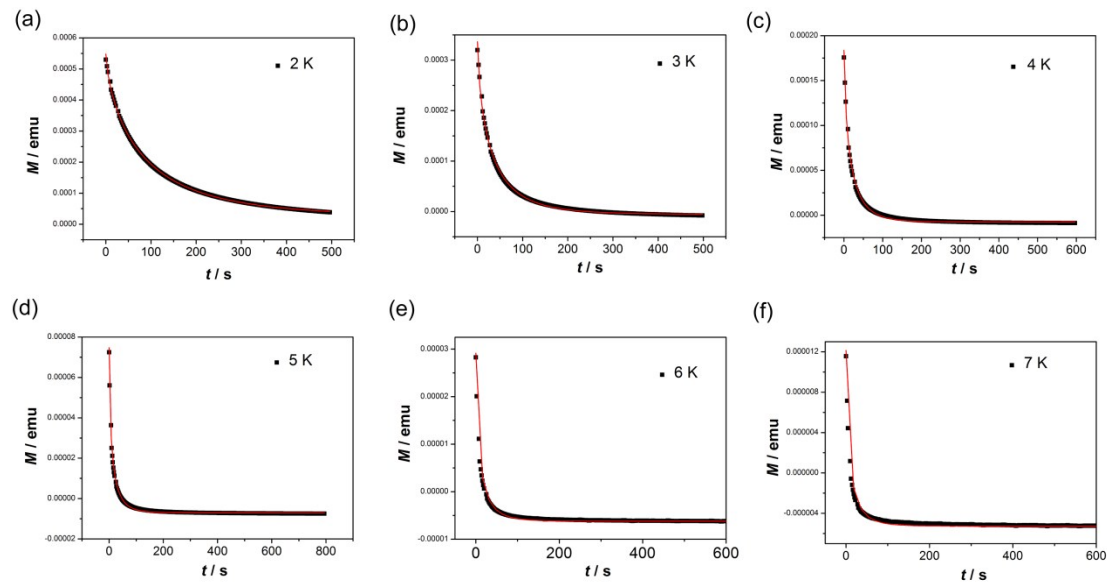 (a)
0.0006
0.0005
0.0004
0.0003
0.0002
0.0001
0.0000
M / emu
2 K
0 100 200 300 400 500
t / s
(b)
0.0003
0.0002
0.0001
0.0000
M / emu
3 K
0 100 200 300 400 500
t / s
(c)
0.00020
0.00015
0.00010
0.00005
0.00000
M / emu
4 K
0 100 200 300 400 500 600
t / s
(d)
0.00008
0.00006
0.00004
0.00002
0.00000
-0.00002
M / emu
5 K
0 200 400 600 800
t / s
(e)
0.00003
0.00002
0.00001
0.00000
-0.00001
M / emu
6 K
0 200 400 600
t / s
(f)
0.000012
0.000008
0.000004
0.000000
-0.000004
M / emu
7 K
0 200 400 600
t / s